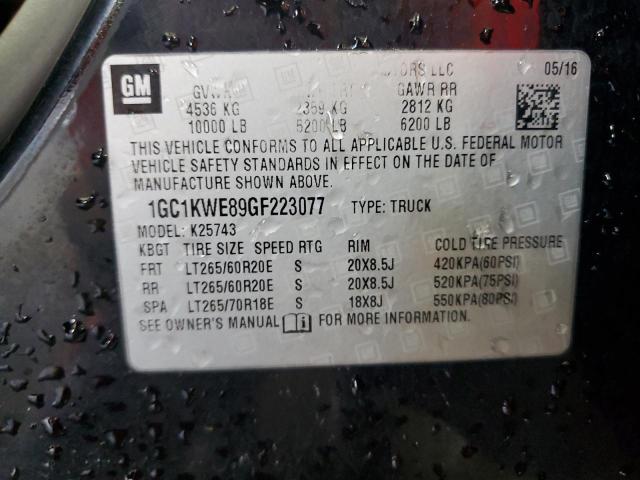 GM
MOTORS LLC 05/16
GVWR GAWR RR
4536 KG 2359 KG 2812 KG
10000 LB 5200 LB 6200 LB
THIS VEHICLE CONFORMS TO ALL APPLICABLE U.S. FEDERAL MOTOR
VEHICLE SAFETY STANDARDS IN EFFECT ON THE DATE OF
MANUFACTURE SHOWN ABOVE.
1GC1KWE89GF223077 TYPE: TRUCK
MODEL: K25743
KBGT TIRE SIZE SPEED RTG RIM COLD TIRE PRESSURE
FRT LT265/60R20E S 20X8.5J 420KPA(60PSI)
RR LT265/60R20E S 20X8.5J 520KPA(75PSI)
SPA LT265/70R18E S 18X8J 550KPA(80PSI)
SEE OWNER'S MANUAL FOR MORE INFORMATION.